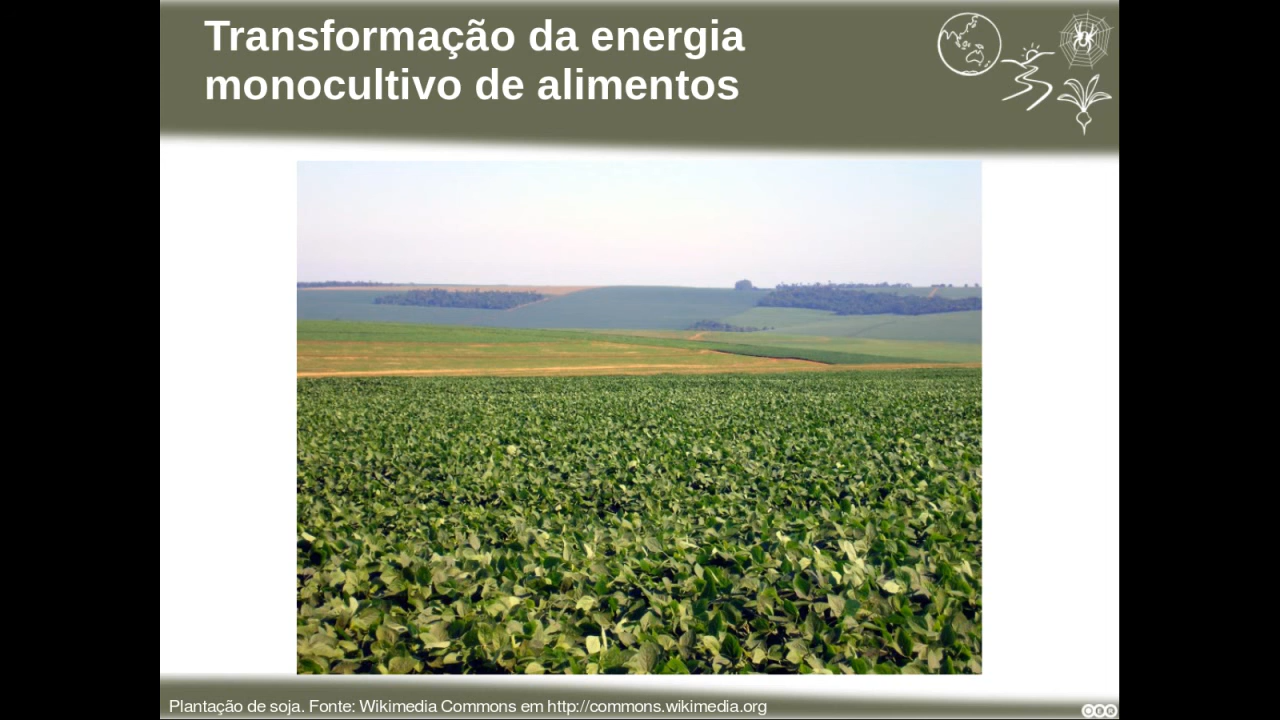 Transformação da energia
monocultivo de alimentos
Plantação de soja. Fonte: Wikimedia Commons em http://commons.wikimedia.org